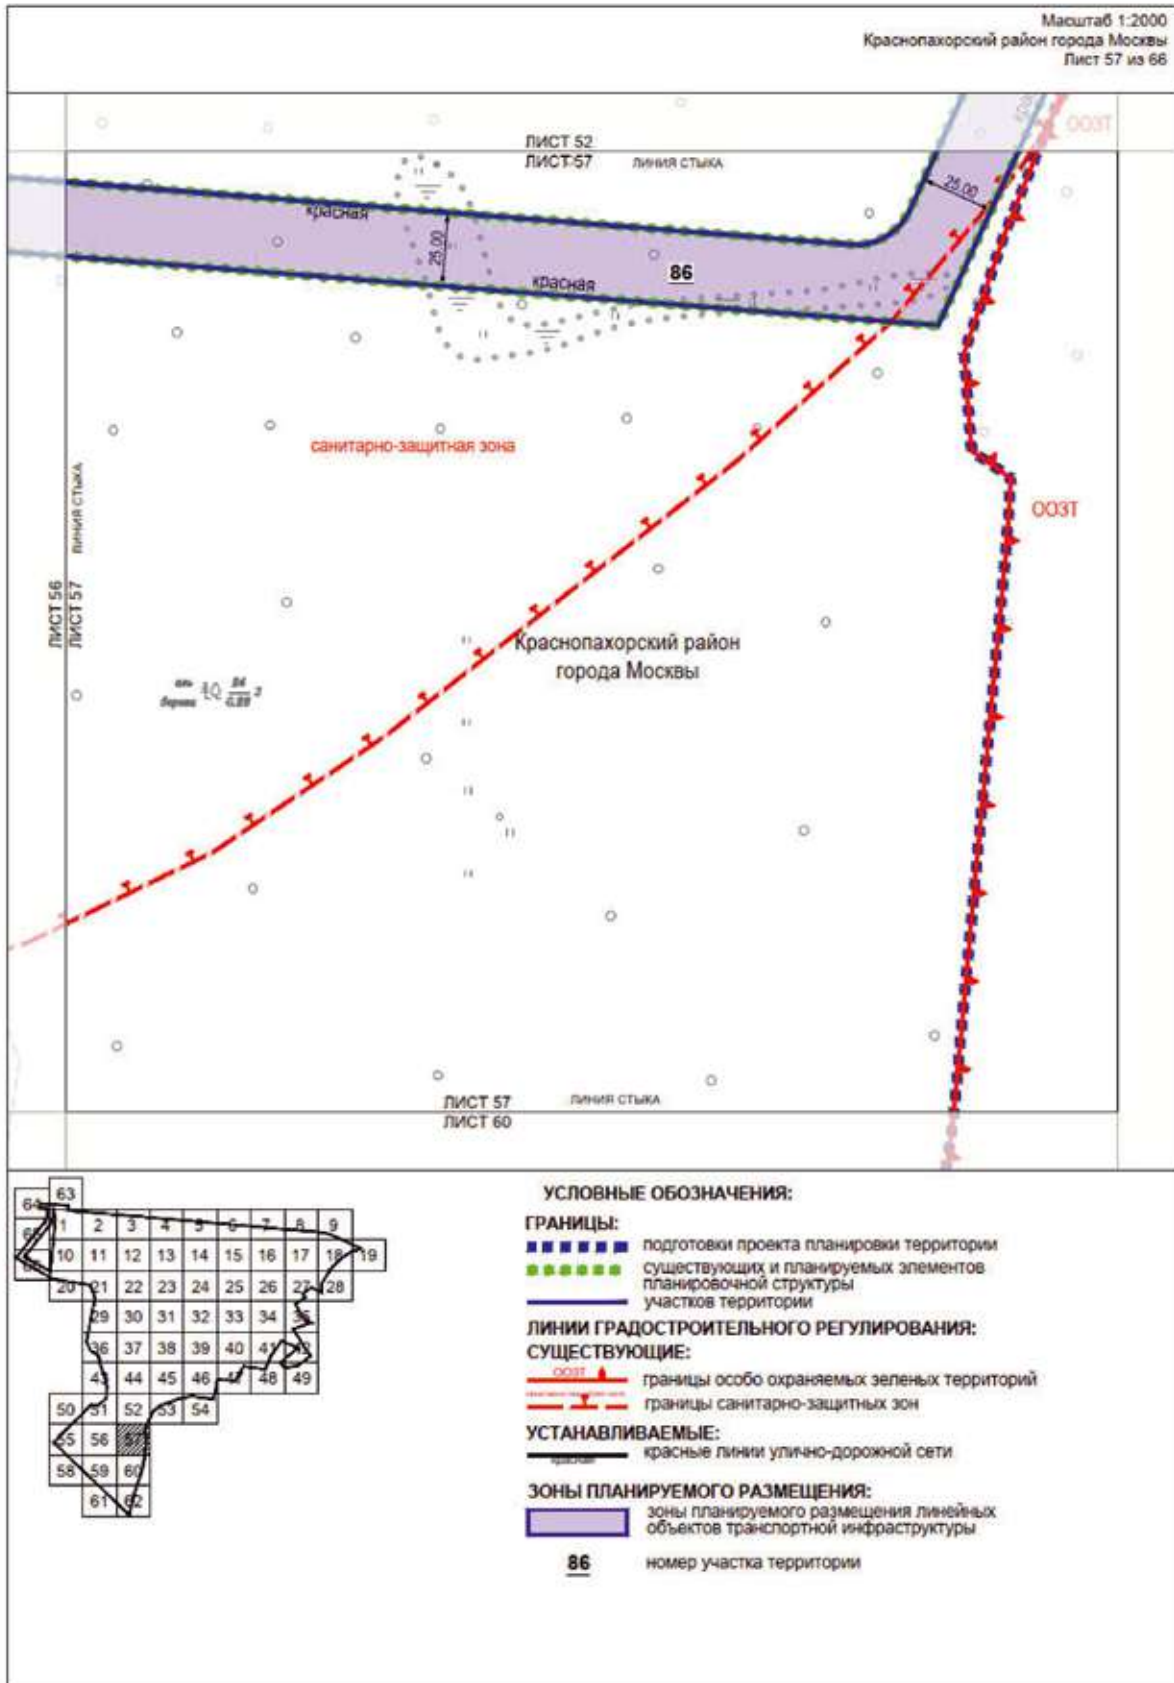 Масштаб 1:2000
Краснопахорский район города Москвы
Лист 57 из 66
ООЗТ
ЛИСТ 52
ЛИСТ 57
ЛИНИЯ СТЫКА
25.00
красная
25.00
86
красная
санитарно-защитная зона
ООЗТ
ЛИНИЯ СТЫКА
ЛИСТ 56
ЛИСТ 57
Краснопахорский район
города Москвы
ЛИСТ 57
ЛИНИЯ СТЫКА
ЛИСТ 60
63
64
1 2 3 4 5 6 7 8 9
10 11 12 13 14 15 16 17 18 19
20 21 22 23 24 25 26 27 28
29 30 31 32 33 34
36 37 38 39 40 41
43 44 45 46 47 48 49
50 51 52 53 54
55 56 57
58 59 60
61 62
УСЛОВНЫЕ ОБОЗНАЧЕНИЯ:
ГРАНИЦЫ:
подготовки проекта планировки территории
существующих и планируемых элементов
планировочной структуры
участков территории
ЛИНИИ ГРАДОСТРОИТЕЛЬНОГО РЕГУЛИРОВАНИЯ:
СУЩЕСТВУЮЩИЕ:
ООЗТ
границы особо охраняемых зеленых территорий
границы санитарно-защитных зон
УСТАНАВЛИВАЕМЫЕ:
красная
красные линии улично-дорожной сети
ЗОНЫ ПЛАНИРУЕМОГО РАЗМЕЩЕНИЯ:
зоны планируемого размещения линейных
объектов транспортной инфраструктуры
86
номер участка территории